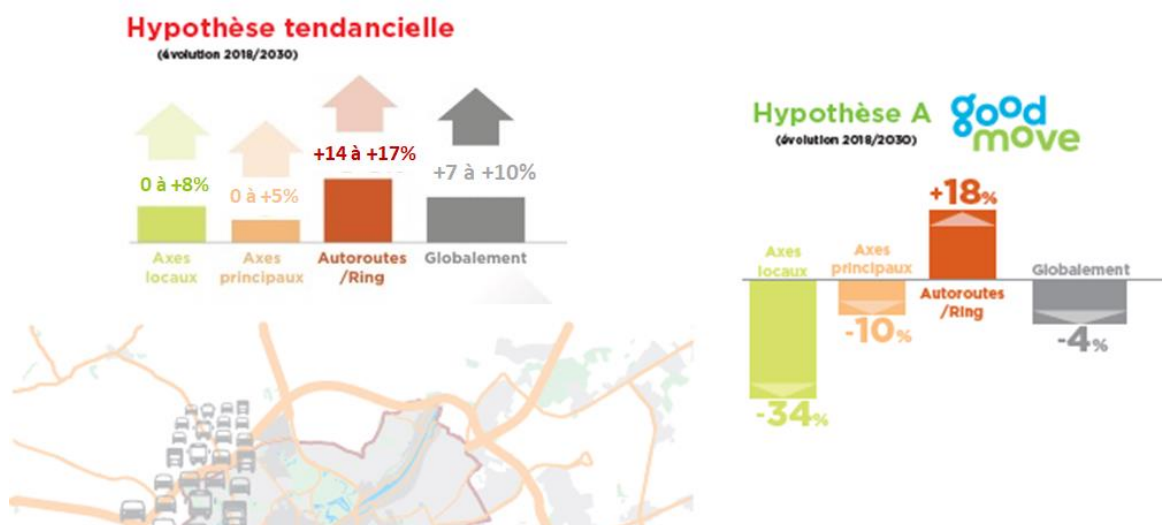 Hypothèse tendancielle
(évolution 2018/2030)
0 à +8%
0 à +5%
+14 à +17%
+7 à +10%
Axes
locaux
Axes
principaux
Autoroutes
/Ring
Globalement
Hypothèse A
good
move
(évolution 2018/2030)
+18%
Axes
locaux
Axes
principaux
Autoroutes
/Ring
Globalement
-34%
-10%
-4%